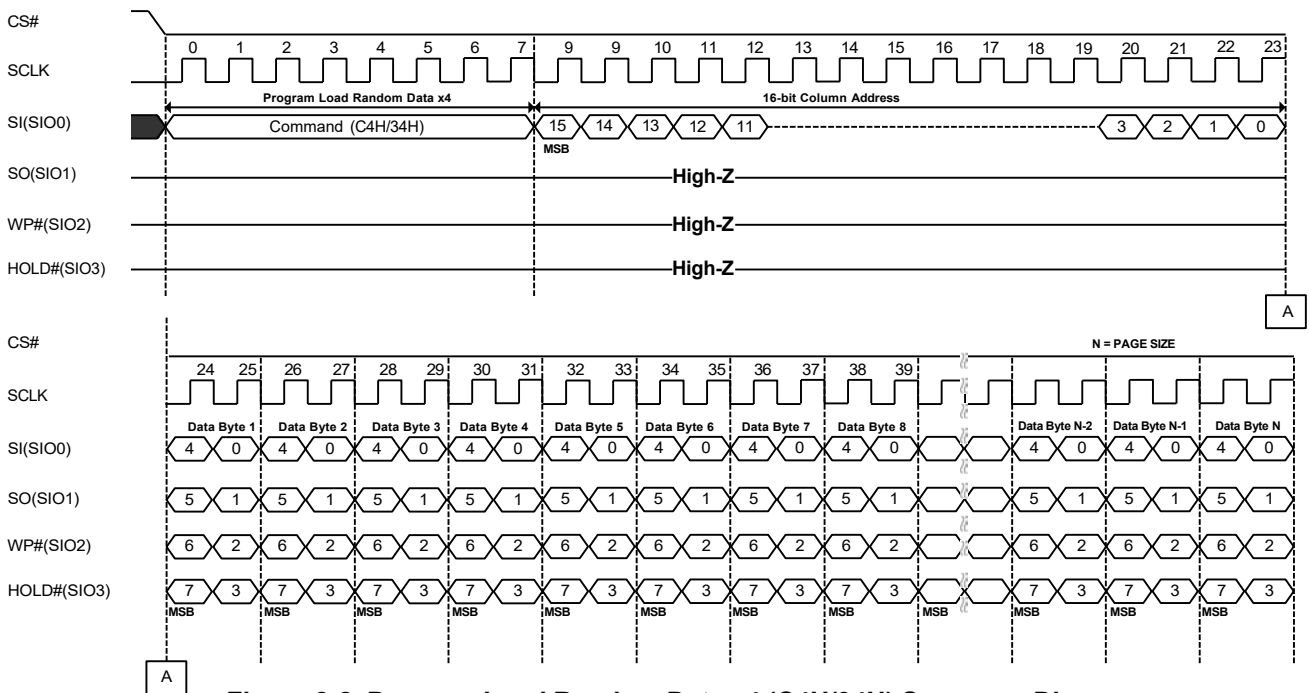 CS#
0 1 2 3 4 5 6 7 9 9 10 11 12 13 14 15 16 17 18 19 20 21 22 23
SCLK
Program Load Random Data x4 16-bit Column Address
SI(SIO0) Command (C4H/34H) 15 14 13 12 11 3 2 1 0
MSB
SO(SIO1) High-Z
WP#(SIO2) High-Z
HOLD#(SIO3) High-Z
A
CS# N = PAGE SIZE
24 25 26 27 28 29 30 31 32 33 34 35 36 37 38 39
SCLK
Data Byte 1 Data Byte 2 Data Byte 3 Data Byte 4 Data Byte 5 Data Byte 6 Data Byte 7 Data Byte 8 Data Byte N-2 Data Byte N-1 Data Byte N
SI(SIO0) 4 0 4 0 4 0 4 0 4 0 4 0 4 0 4 0 4 0 4 0 4 0
SO(SIO1) 5 1 5 1 5 1 5 1 5 1 5 1 5 1 5 1 5 1 5 1 5 1
WP#(SIO2) 6 2 6 2 6 2 6 2 6 2 6 2 6 2 6 2 6 2 6 2 6 2
HOLD#(SIO3) 7 3 7 3 7 3 7 3 7 3 7 3 7 3 7 3 7 3 7 3 7 3
MSB MSB MSB MSB MSB MSB MSB MSB MSB MSB MSB MSB
A